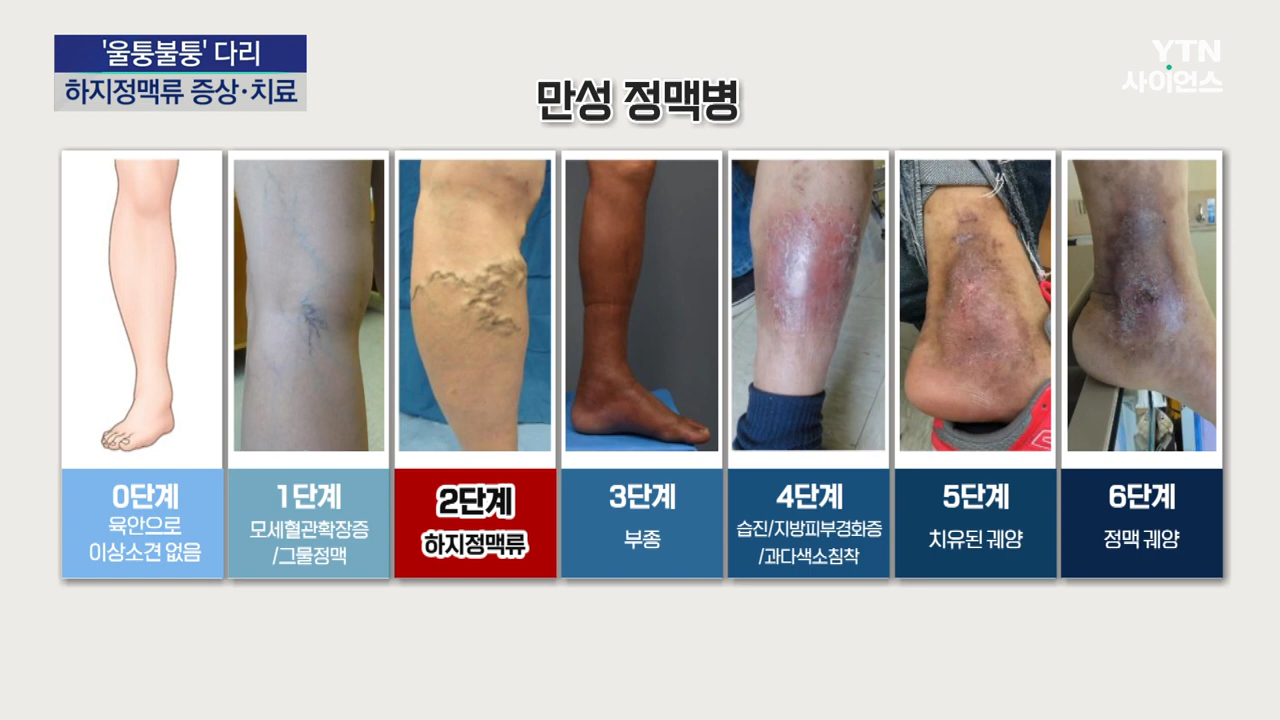 '울퉁불퉁' 다리
하지정맥류 증상·치료
YTN
사이언스
만성 정맥병
0단계
육안으로
이상소견 없음
1단계
모세혈관확장증
/그물정맥
2단계
하지정맥류
3단계
부종
4단계
습진/지방피부경화증
/과다색소침착
5단계
치유된 궤양
6단계
정맥 궤양